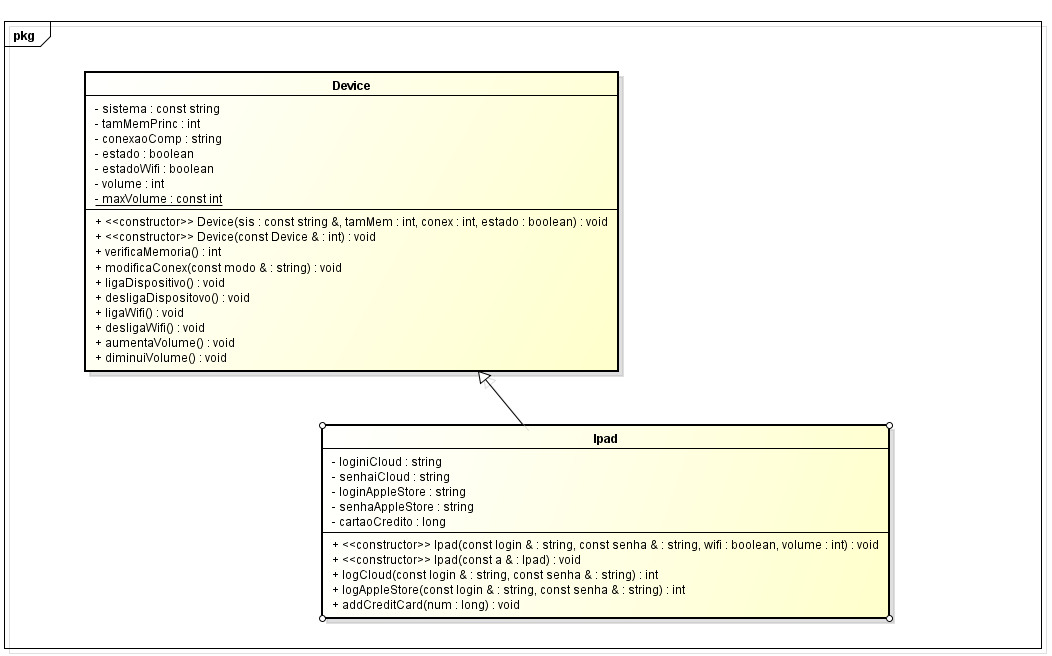 pkg
Device
- sistema : const string
- tamMemPrinc : int
- conexaoComp : string
- estado : boolean
- estadoWifi : boolean
- volume : int
- maxVolume : const int
+ <<constructor>> Device(sis : const string &, tamMem : int, conex : int, estado : boolean) : void
+ <<constructor>> Device(const Device & : int) : void
+ verificaMemoria() : int
+ modificaConex(const modo & : string) : void
+ ligaDispositivo() : void
+ desligaDispositovo() : void
+ ligaWifi() : void
+ desligaWifi() : void
+ aumentaVolume() : void
+ diminuiVolume() : void
Ipad
- loginiCloud : string
- senhaiCloud : string
- loginAppleStore : string
- senhaAppleStore : string
- cartaoCredito : long
+ <<constructor>> Ipad(const login & : string, const senha & : string, wifi : boolean, volume : int) : void
+ <<constructor>> Ipad(const a & : Ipad) : void
+ logCloud(const login & : string, const senha & : string) : int
+ logAppleStore(const login & : string, const senha & : string) : int
+ addCreditCard(num : long) : void